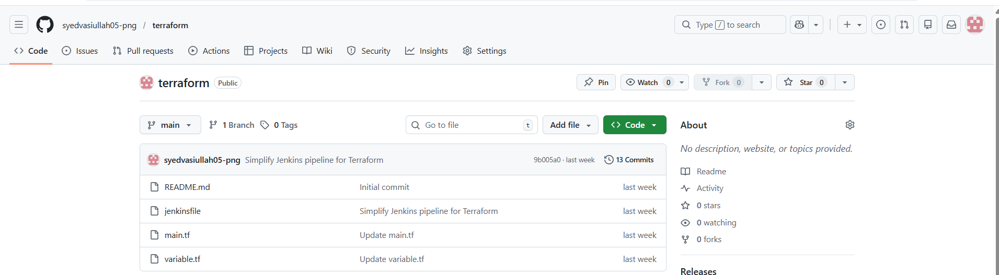 syedvasiullah05-png / terraform
Type / to search
Code Issues Pull requests Actions Projects Wiki Security Insights Settings
terraform Public
Pin Watch 0 Fork 0 Star 0
main 1 Branch 0 Tags Go to file t Add file Code
syedvasiullah05-png Simplify Jenkins pipeline for Terraform 9b005a0 · last week 13 Commits
README.md Initial commit last week
jenkinsfile Simplify Jenkins pipeline for Terraform last week
main.tf Update main.tf last week
variable.tf Update variable.tf last week
About
No description, website, or topics provided.
Readme
Activity
0 stars
0 watching
0 forks
Releases